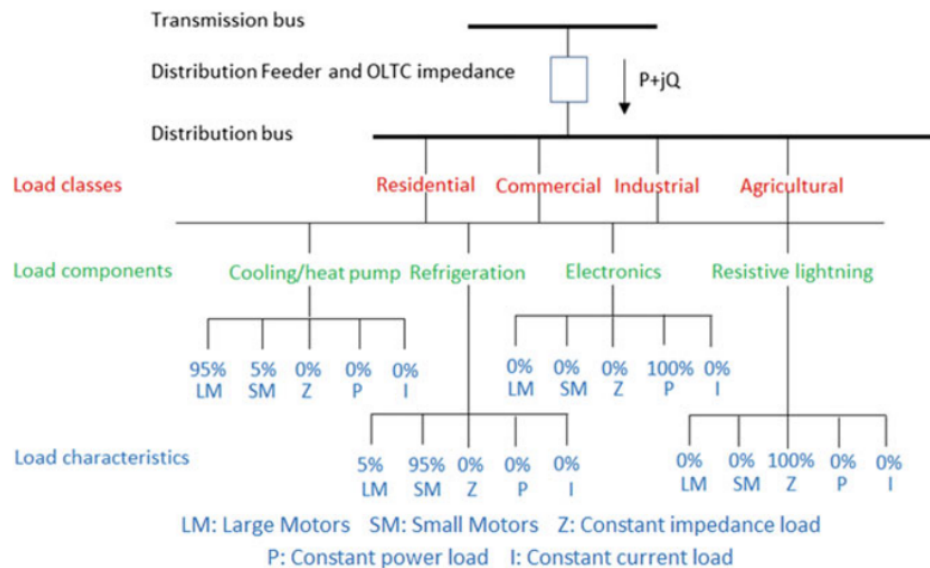 Transmission bus
Distribution Feeder and OLTC impedance
P+jQ
Distribution bus
Load classes
Residential Commercial Industrial Agricultural
Load components
Cooling/heat pump Refrigeration Electronics Resistive lightning
95% 5% 0% 0% 0%
LM SM Z P I
0% 0% 0% 100% 0%
LM SM Z P I
Load characteristics
5% 95% 0% 0% 0%
LM SM Z P I
0% 0% 100% 0% 0%
LM SM Z P I
LM: Large Motors SM: Small Motors Z: Constant impedance load
P: Constant power load I: Constant current load